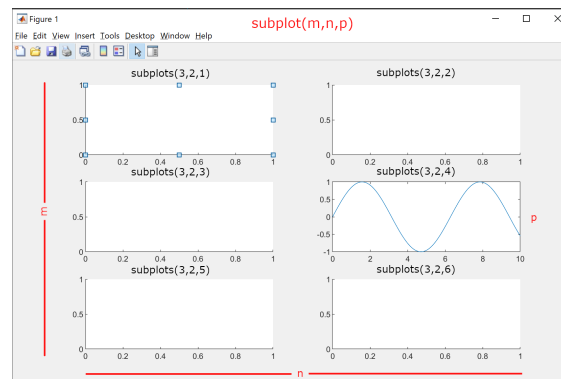 Figure 1
subplot(m,n,p)
File Edit View Insert Tools Desktop Window Help
subplots(3,2,1)
subplots(3,2,2)
1
0.5
0
0 0.2 0.4 0.6 0.8 1
1
0.5
0
0 0.2 0.4 0.6 0.8 1
subplots(3,2,3)
subplots(3,2,4)
1
0.5
0
0 0.2 0.4 0.6 0.8 1
1
0.5
0
-0.5
-1
0 2 4 6 8 10
m
p
subplots(3,2,5)
subplots(3,2,6)
1
0.5
0
0 0.2 0.4 0.6 0.8 1
1
0.5
0
0 0.2 0.4 0.6 0.8 1
n